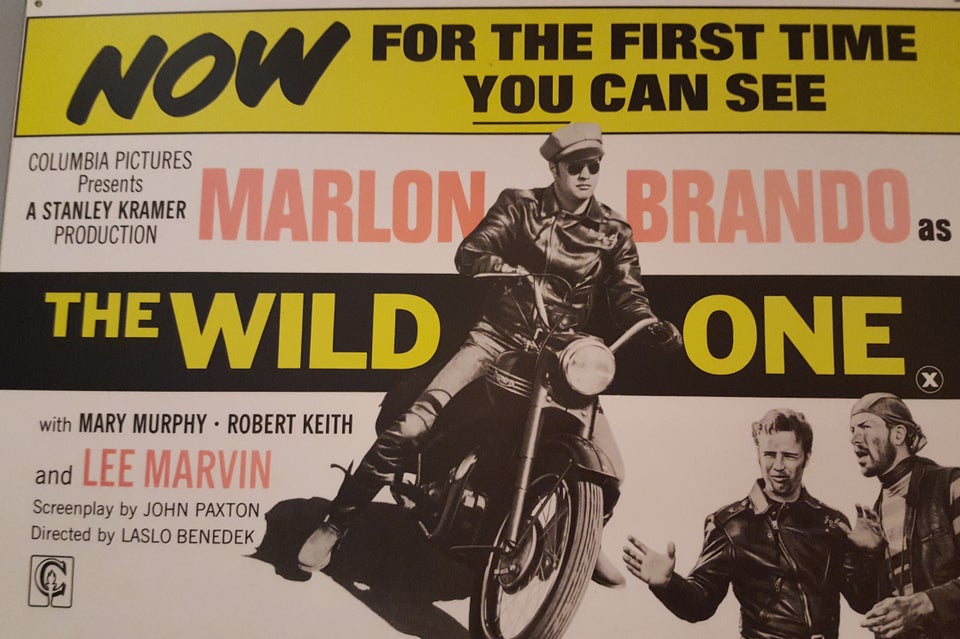 NOW FOR THE FIRST TIME
YOU CAN SEE
COLUMBIA PICTURES
Presents
A STANLEY KRAMER
PRODUCTION
MARLON BRANDO as
THE WILD ONE
X
with MARY MURPHY · ROBERT KEITH
and LEE MARVIN
Screenplay by JOHN PAXTON
Directed by LASLO BENEDEK